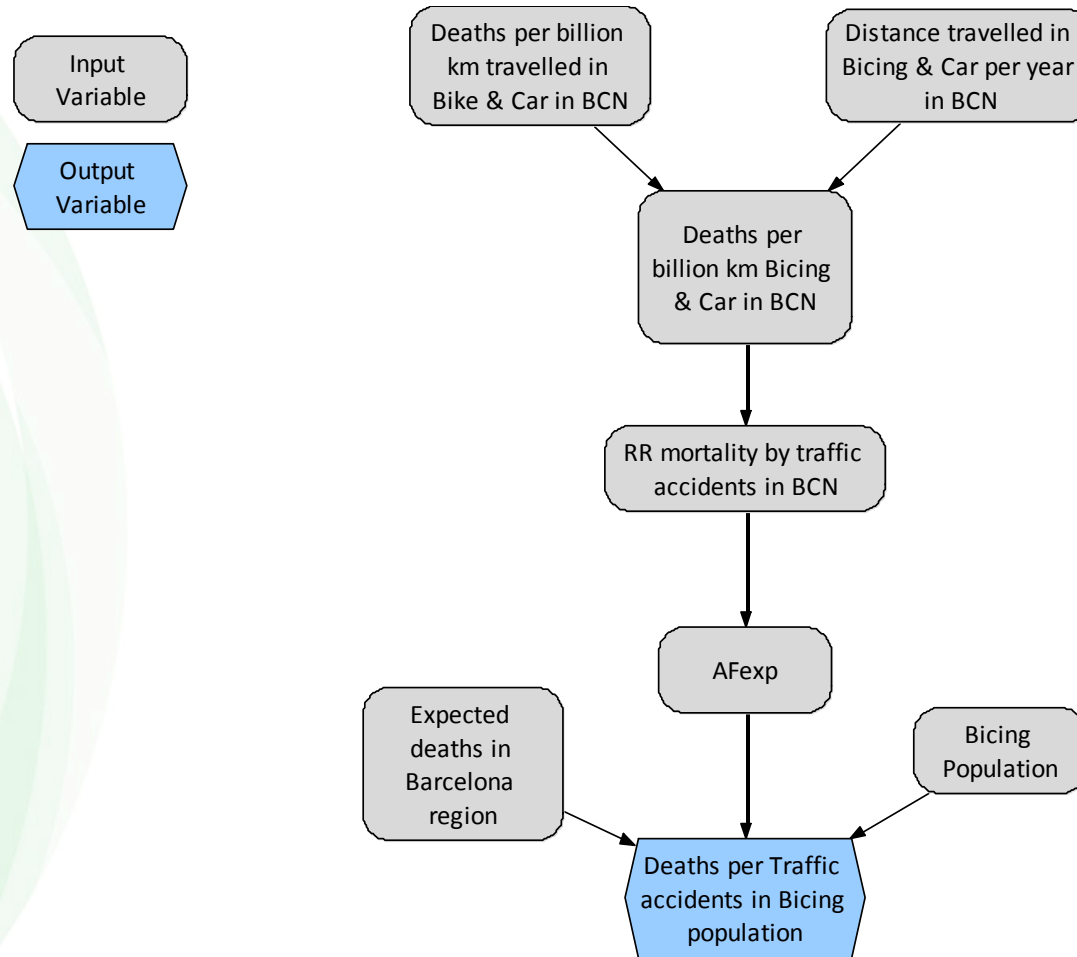 Input
Variable
Output
Variable
Deaths per billion
km travelled in
Bike & Car in BCN
Distance travelled in
Bicing & Car per year
in BCN
Deaths per
billion km Bicing
& Car in BCN
RR mortality by traffic
accidents in BCN
AFexp
Expected
deaths in
Barcelona
region
Bicing
Population
Deaths per Traffic
accidents in Bicing
population